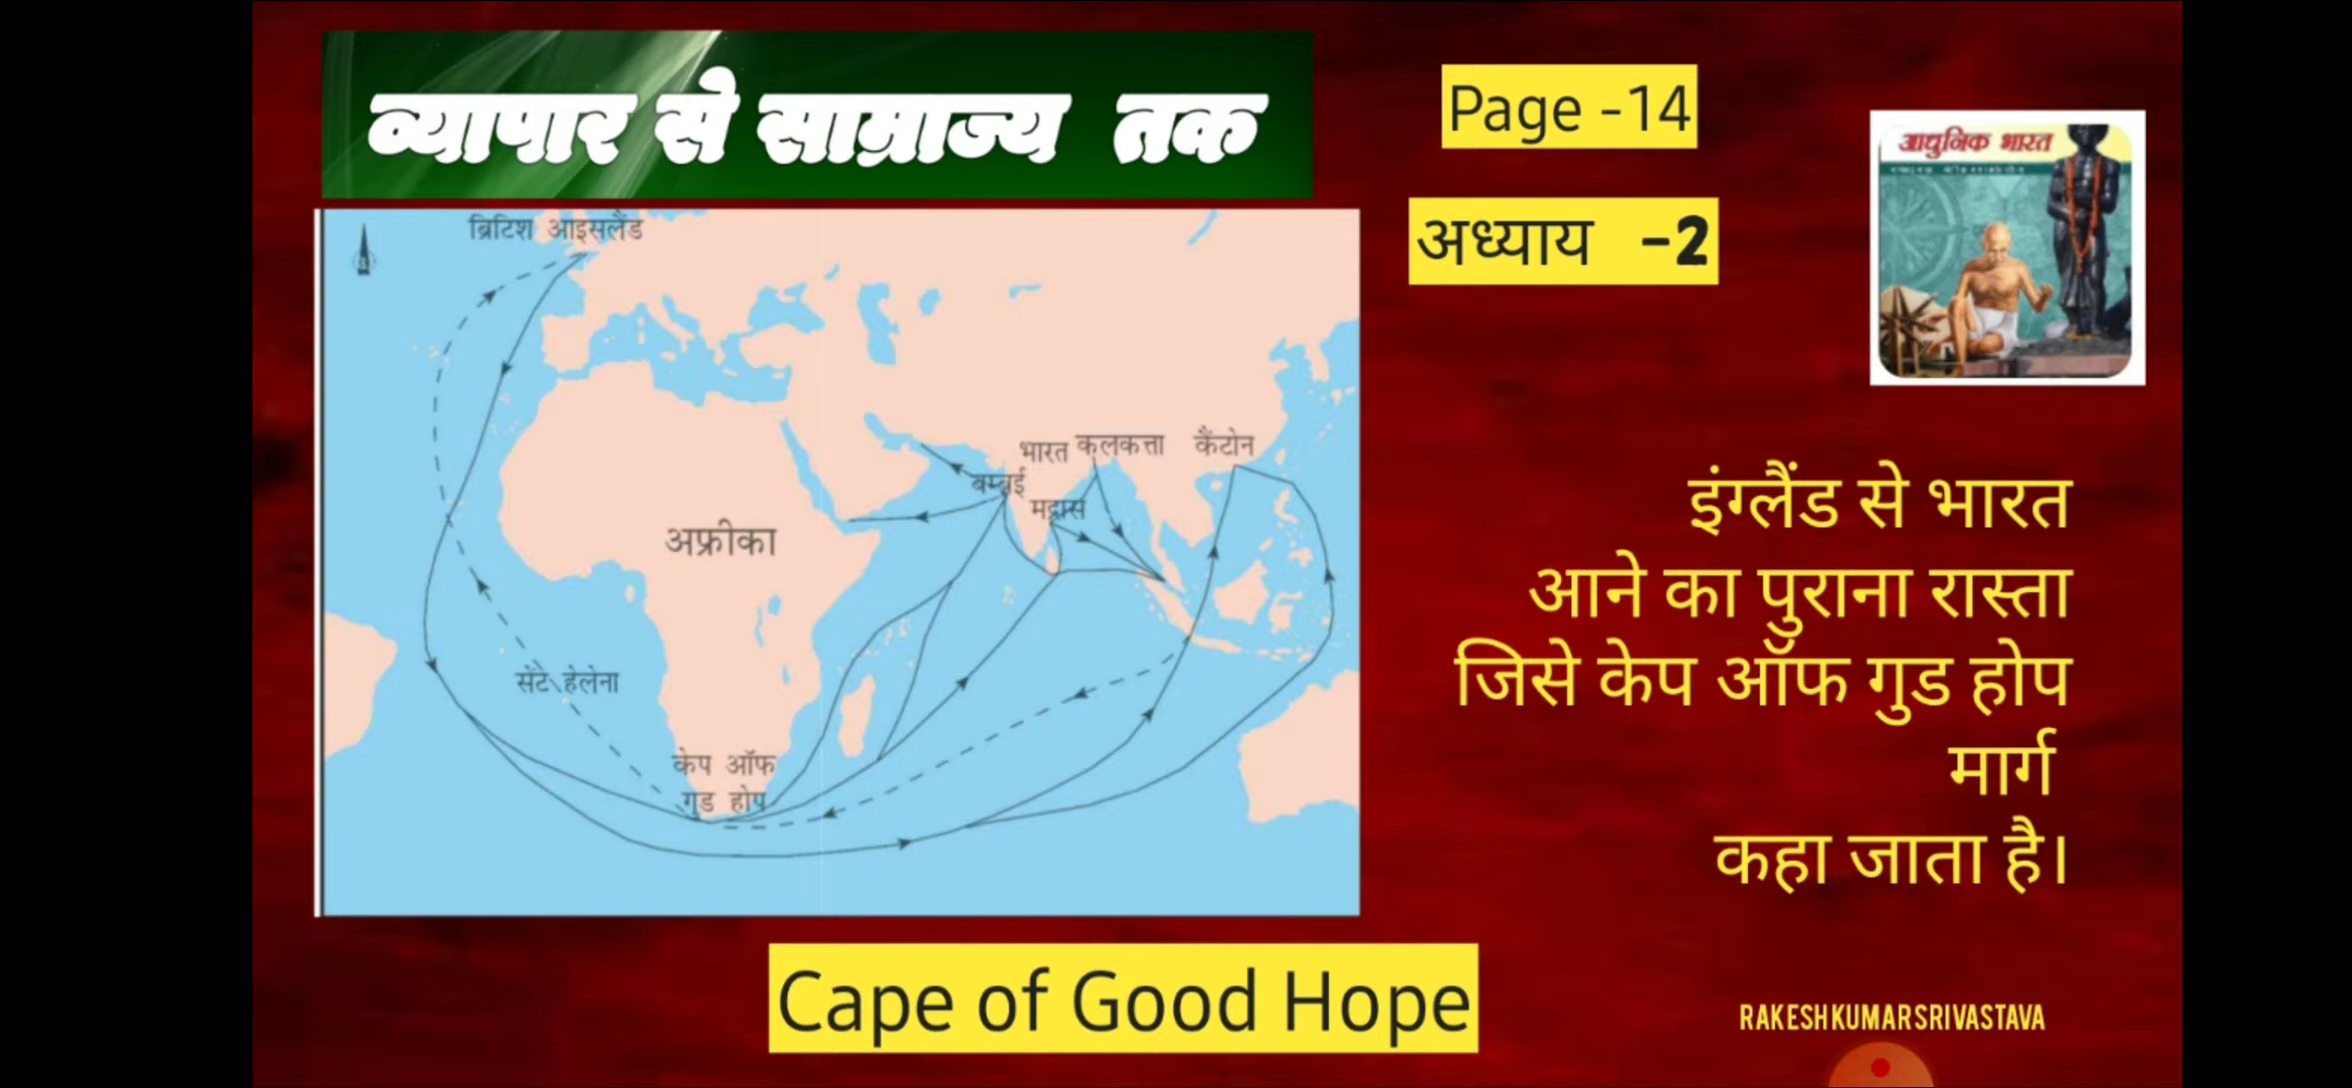 व्यापार से साम्राज्य तक
Page -14
अध्याय -2
आधुनिक भारत
ब्रिटिश आइसलैंड
भारत कलकत्ता कैंटोन
बम्बई
मद्रास
अफ्रीका
सेंट हेलेना
केप ऑफ
गुड होप
इंग्लैंड से भारत
आने का पुराना रास्ता
जिसे केप ऑफ गुड होप
मार्ग
कहा जाता है।
Cape of Good Hope
RAKESHKUMARSRIVASTAVA